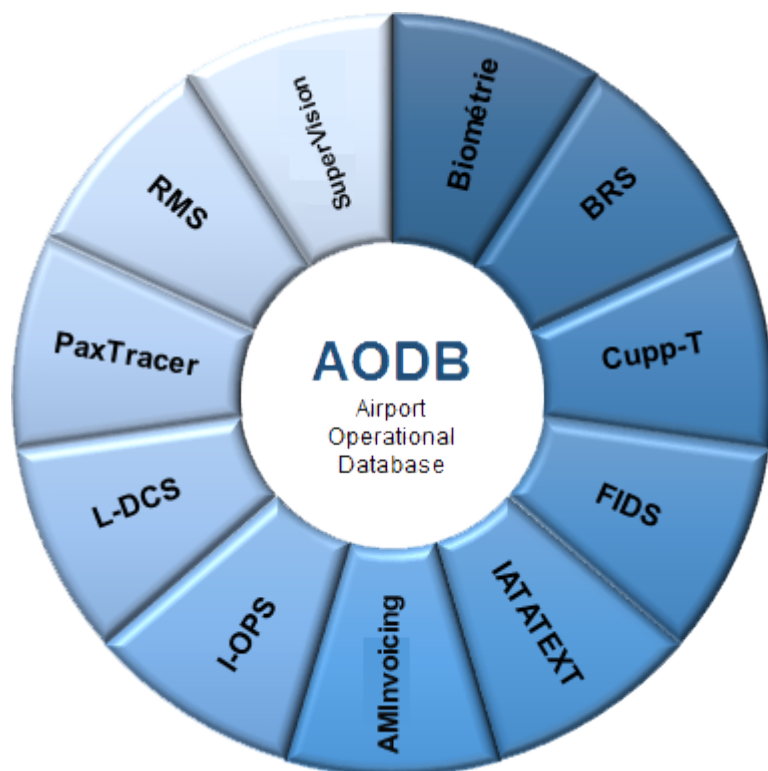 AODB
Airport
Operational
Database
Biométrie
BRS
Cupp-T
FIDS
IATATEXT
AMInvoicing
I-OPS
L-DCS
PaxTracer
RMS
SuperVision